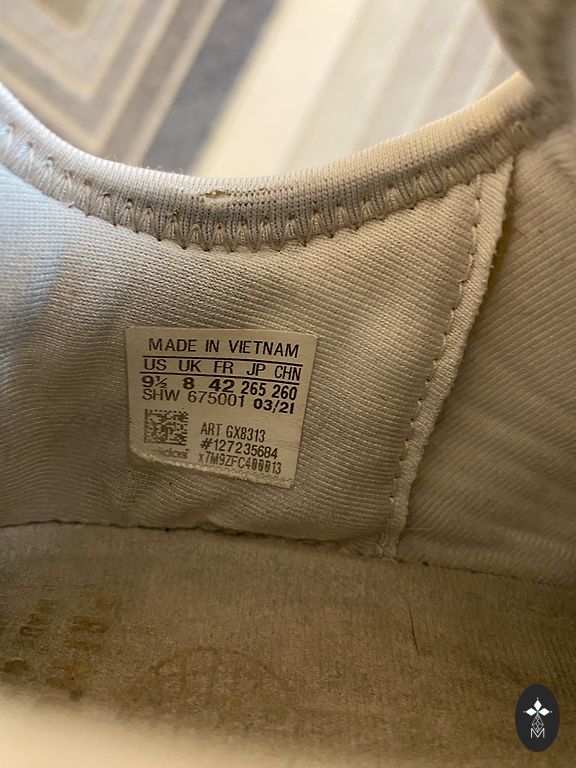 MADE IN VIETNAM
US UK FR JP CHN
9½ 8 42 265 260
SHW 675001 03/21
ART GX8313
#127235684
adidas x7M9ZFC400013